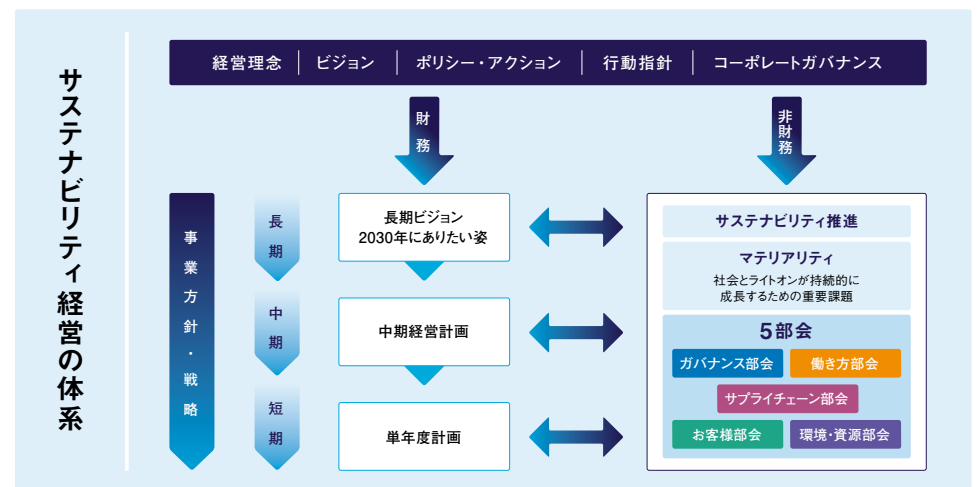 サステナビリティ経営の体系
経営理念
ビジョン
ポリシー・アクション
行動指針
コーポレートガバナンス
財務
非財務
事業方針・戦略
長期
中期
短期
長期ビジョン
2030年にありたい姿
中期経営計画
単年度計画
サステナビリティ推進
マテリアリティ
社会とライトオンが持続的に
成長するための重要課題
5部会
ガバナンス部会
働き方部会
サプライチェーン部会
お客様部会
環境・資源部会